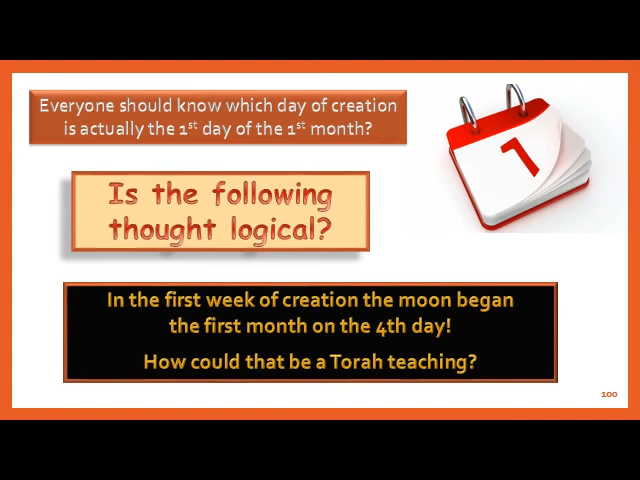 Everyone should know which day of creation
is actually the 1st day of the 1st month?
1
Is the following
thought logical?
In the first week of creation the moon began
the first month on the 4th day!
How could that be a Torah teaching?
100